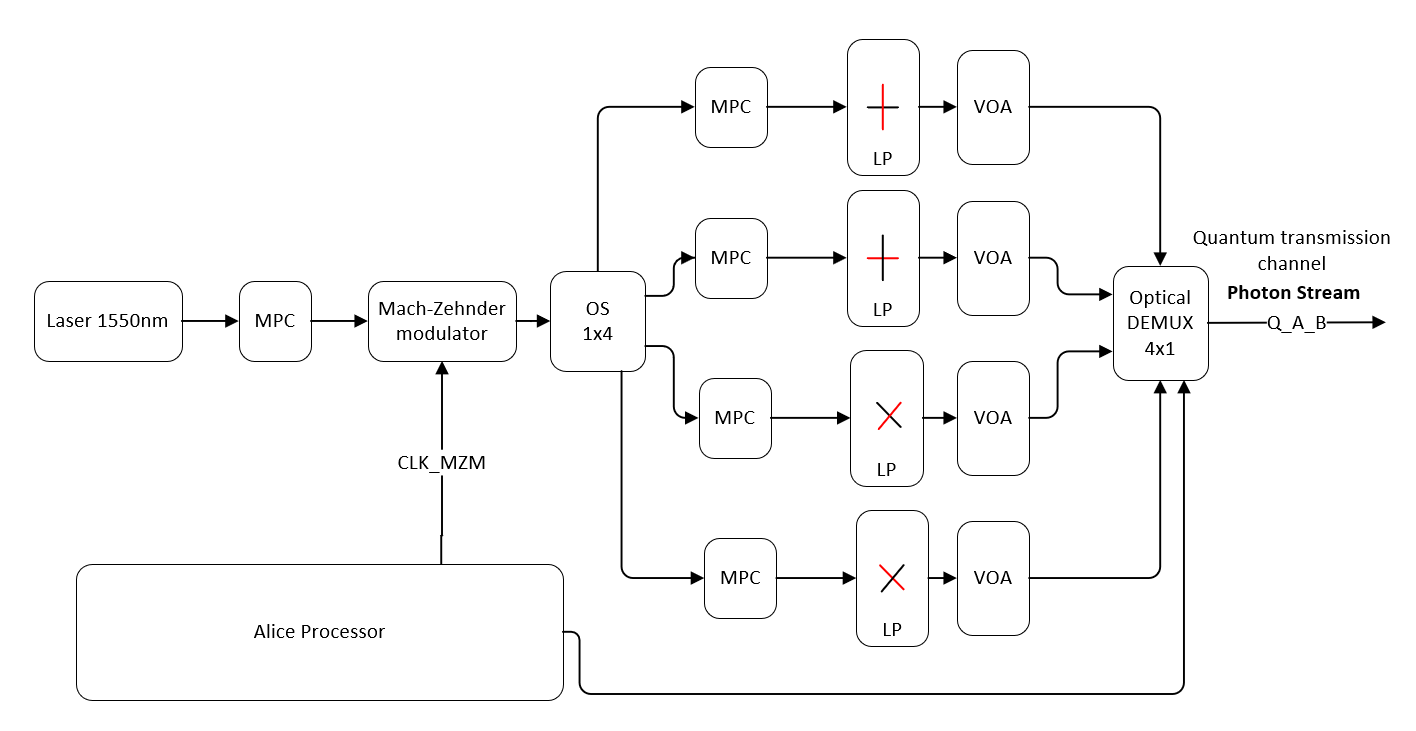 MPC
LP
VOA
MPC
LP
VOA
Quantum transmission
channel
Photon Stream
Q_A_B
Laser 1550nm
MPC
Mach-Zehnder
modulator
OS
1x4
Optical
DEMUX
4x1
MPC
LP
VOA
CLK_MZM
MPC
LP
VOA
Alice Processor